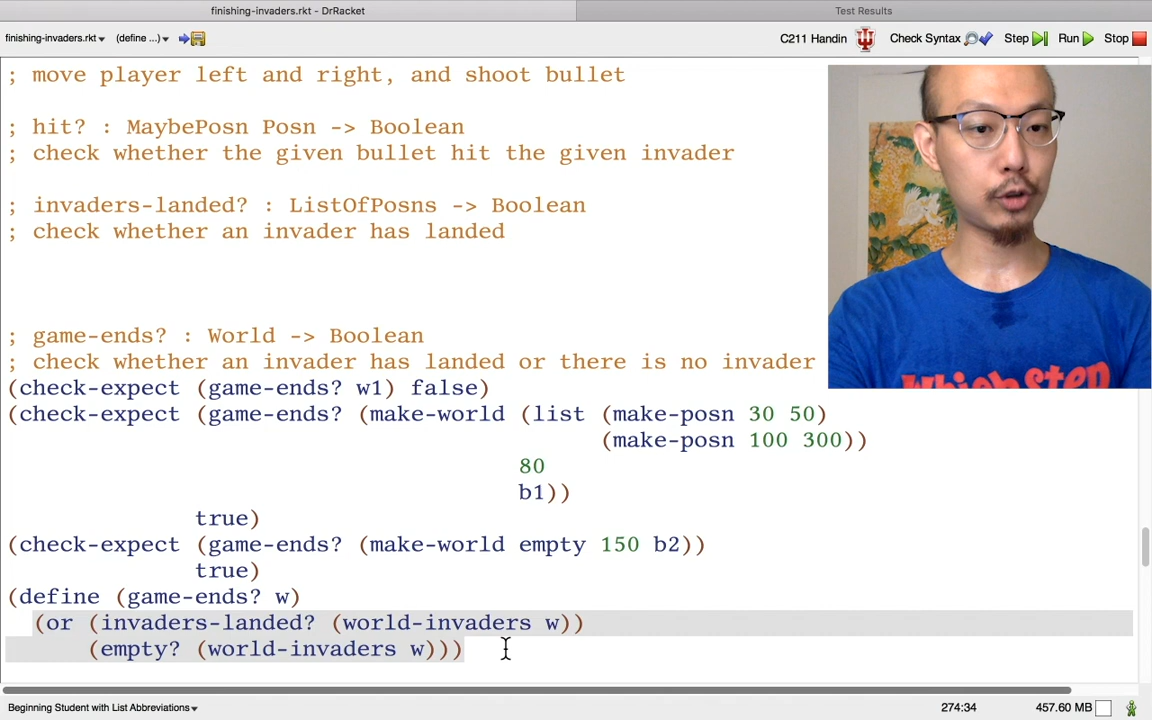 finishing-invaders.rkt - DrRacket
Test Results
finishing-invaders.rkt (define ...) C211 Handin Check Syntax Step Run Stop
; move player left and right, and shoot bullet
; hit? : MaybePosn Posn -> Boolean
; check whether the given bullet hit the given invader
; invaders-landed? : ListOfPosns -> Boolean
; check whether an invader has landed
; game-ends? : World -> Boolean
; check whether an invader has landed or there is no invader
(check-expect (game-ends? w1) false)
(check-expect (game-ends? (make-world (list (make-posn 30 50)
(make-posn 100 300))
80
b1))
true)
(check-expect (game-ends? (make-world empty 150 b2))
true)
(define (game-ends? w)
(or (invaders-landed? (world-invaders w))
(empty? (world-invaders w)))
Which Step
Beginning Student with List Abbreviations 274:34 457.60 MB